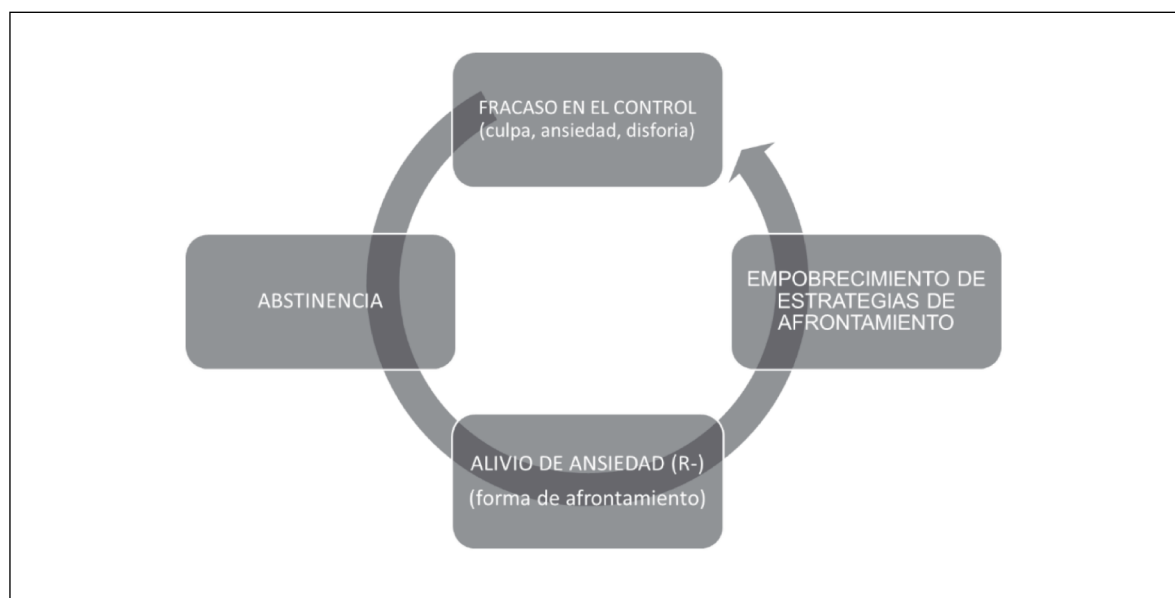 FRACASO EN EL CONTROL
(culpa, ansiedad, disforia)
ABSTINENCIA
EMPOBRECIMIENTO DE
ESTRATEGIAS DE
AFRONTAMIENTO
ALIVIO DE ANSIEDAD (R-)
(forma de afrontamiento)